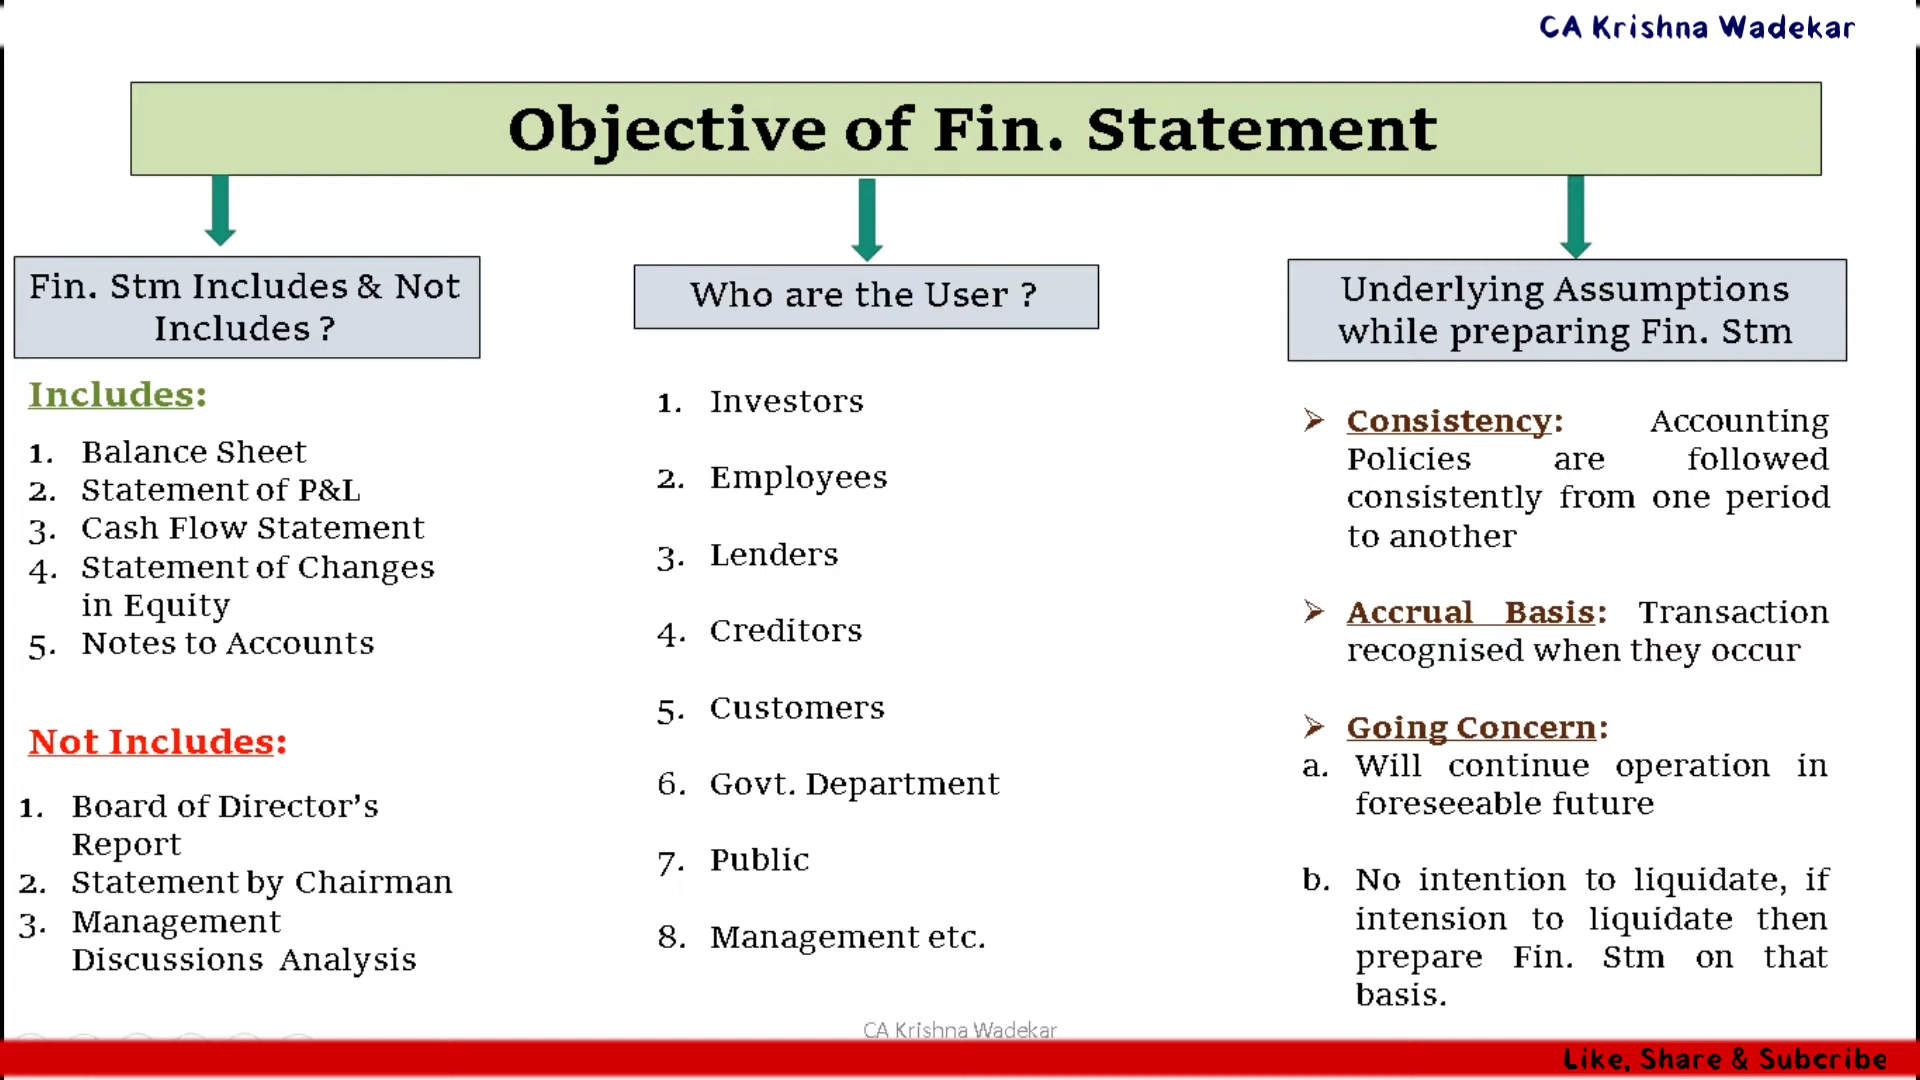 CA Krishna Wadekar
Objective of Fin. Statement
Fin. Stm Includes & Not
Includes ?
Includes:
1. Balance Sheet
2. Statement of P&L
3. Cash Flow Statement
4. Statement of Changes
in Equity
5. Notes to Accounts
Not Includes:
1. Board of Director's
Report
2. Statement by Chairman
3. Management
Discussions Analysis
Who are the User ?
1. Investors
2. Employees
3. Lenders
4. Creditors
5. Customers
6. Govt. Department
7. Public
8. Management etc.
Underlying Assumptions
while preparing Fin. Stm
➢ Consistency: Accounting
Policies are followed
consistently from one period
to another
➢ Accrual Basis: Transaction
recognised when they occur
➢ Going Concern:
a. Will continue operation in
foreseeable future
b. No intention to liquidate, if
intension to liquidate then
prepare Fin. Stm on that
basis.
CA Krishna Wadekar
Like, Share & Subcribe